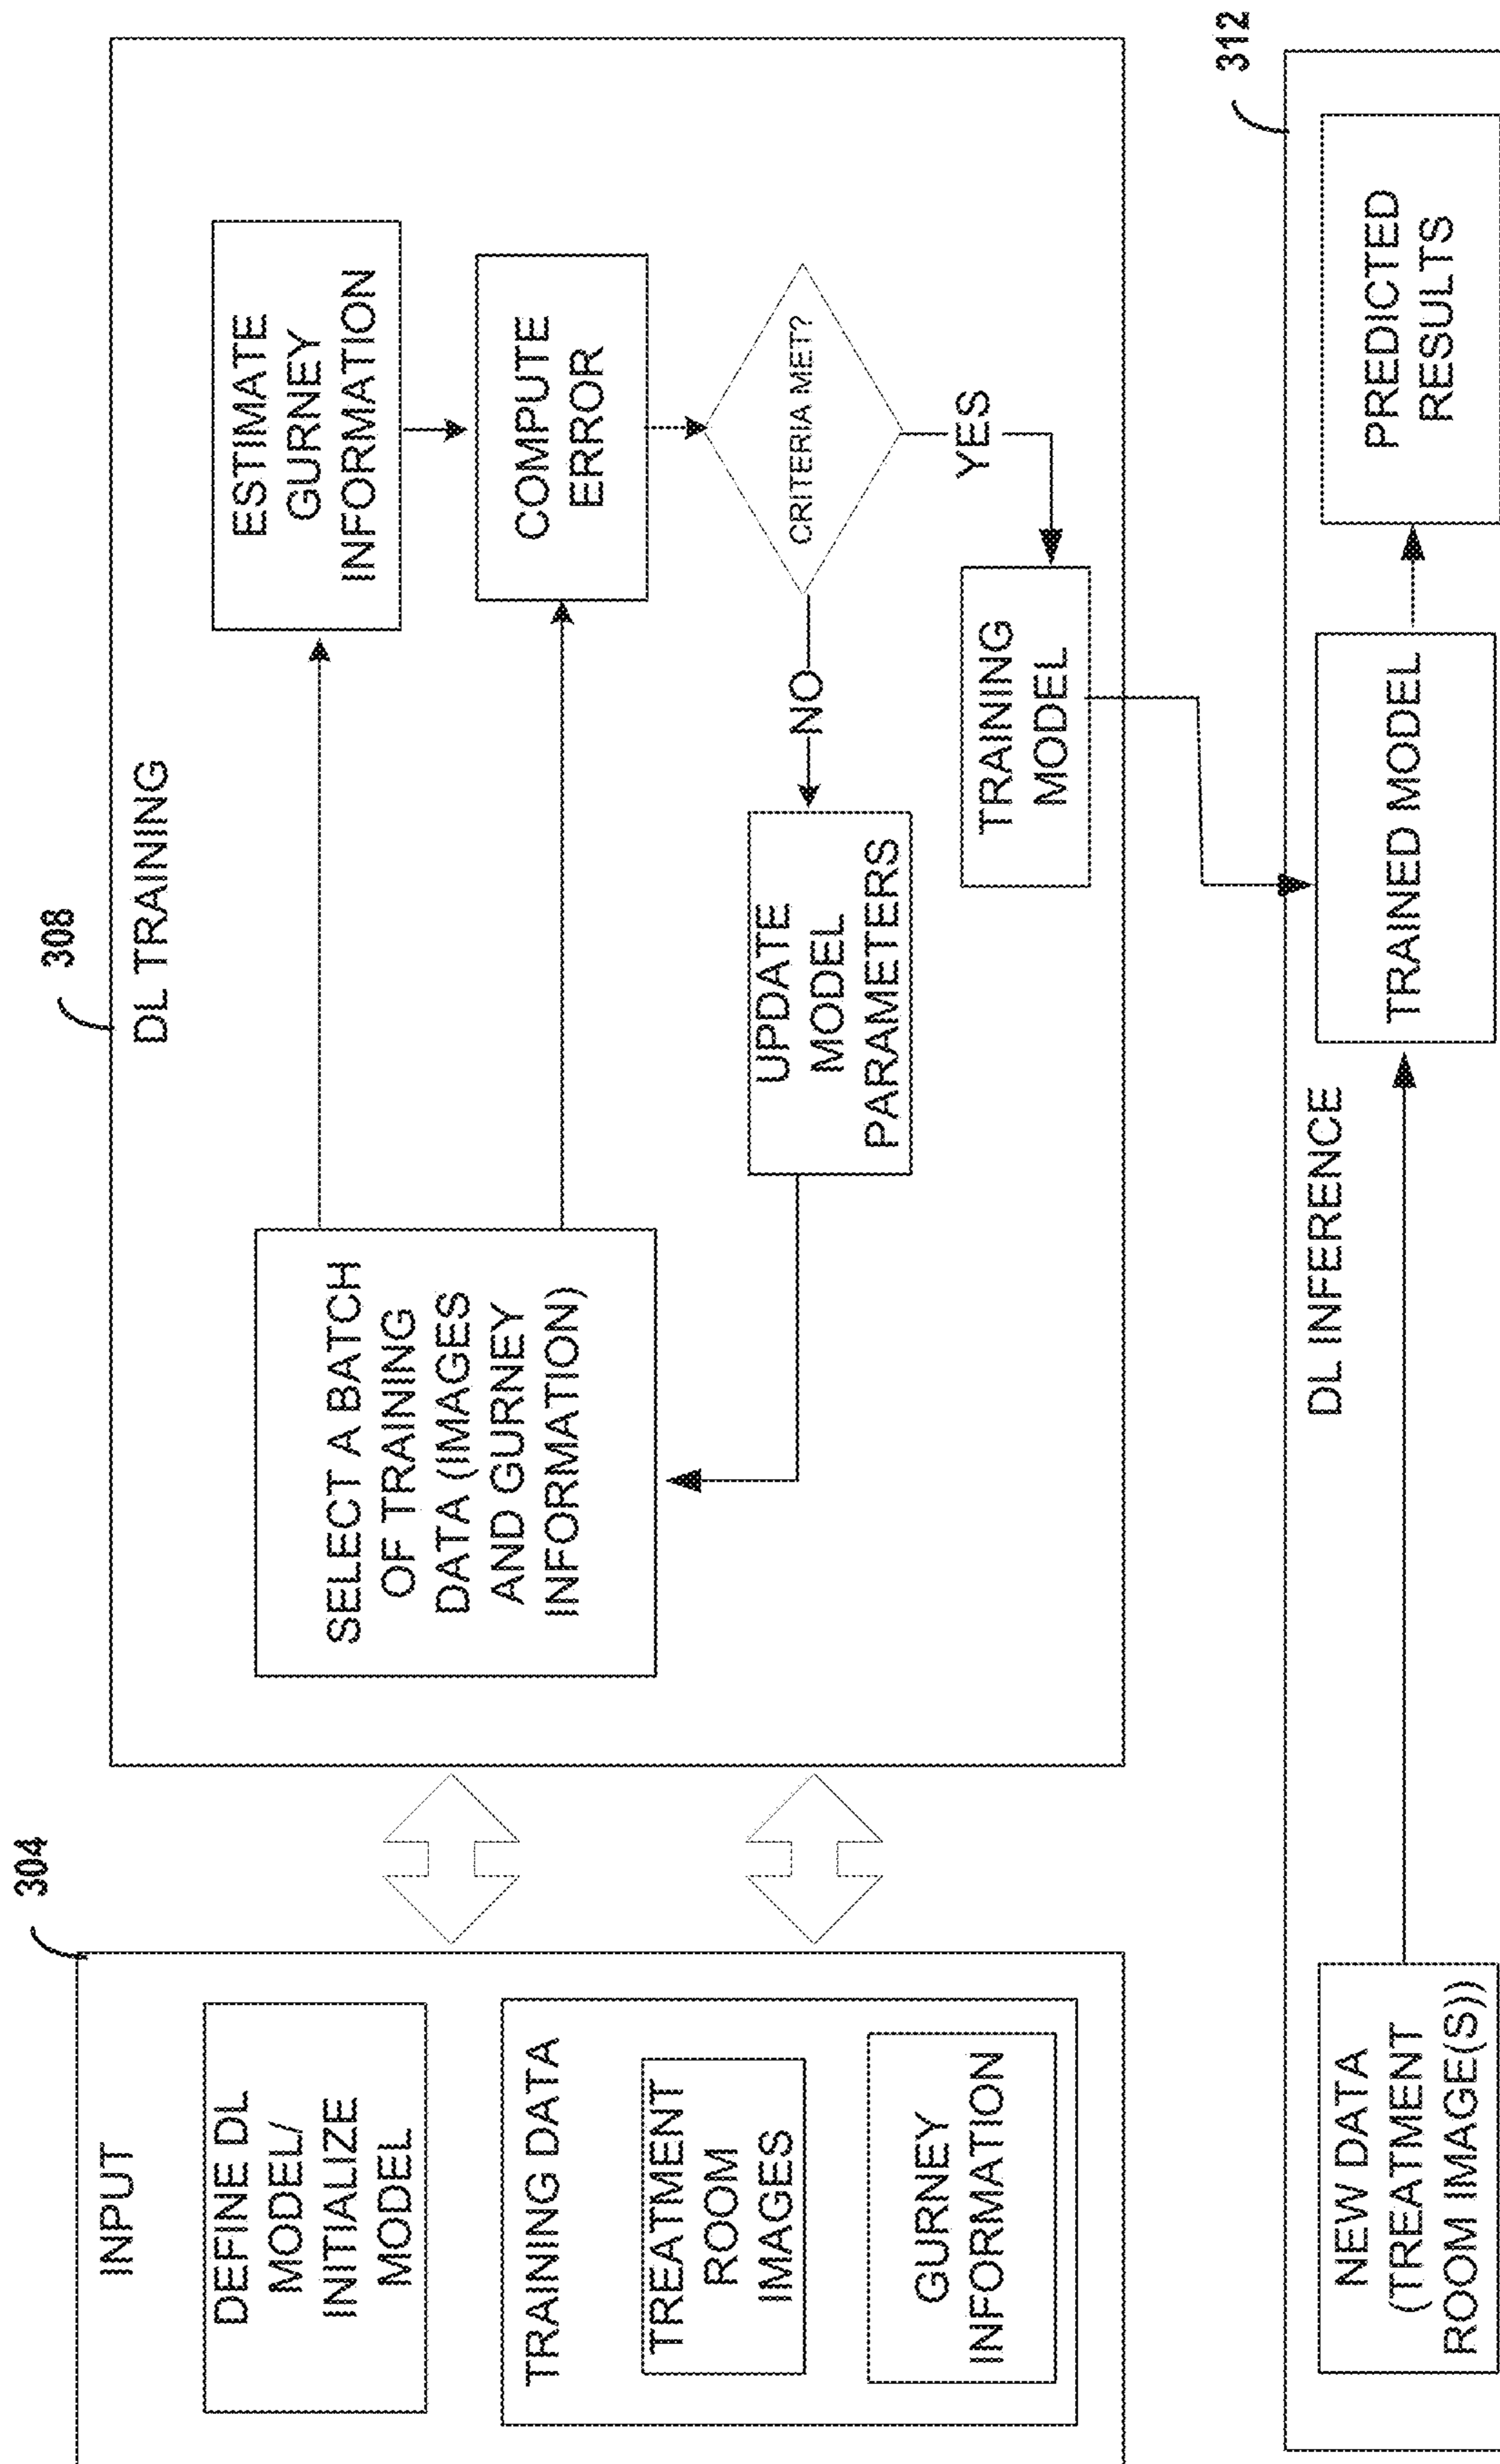 304
INPUT
DEFINE DL
MODEL/
INITIALIZE
MODEL
TRAINING DATA
TREATMENT
ROOM
IMAGES
GURNEY
INFORMATION
308
DL TRAINING
SELECT A BATCH
OF TRAINING
DATA (IMAGES
AND GURNEY
INFORMATION)
ESTIMATE
GURNEY
INFORMATION
COMPUTE
ERROR
CRITERIA MET?
NO
YES
UPDATE
MODEL
PARAMETERS
TRAINING
MODEL
312
DL INFERENCE
NEW DATA
(TREATMENT
ROOM IMAGE(S))
TRAINED MODEL
PREDICTED
RESULTS